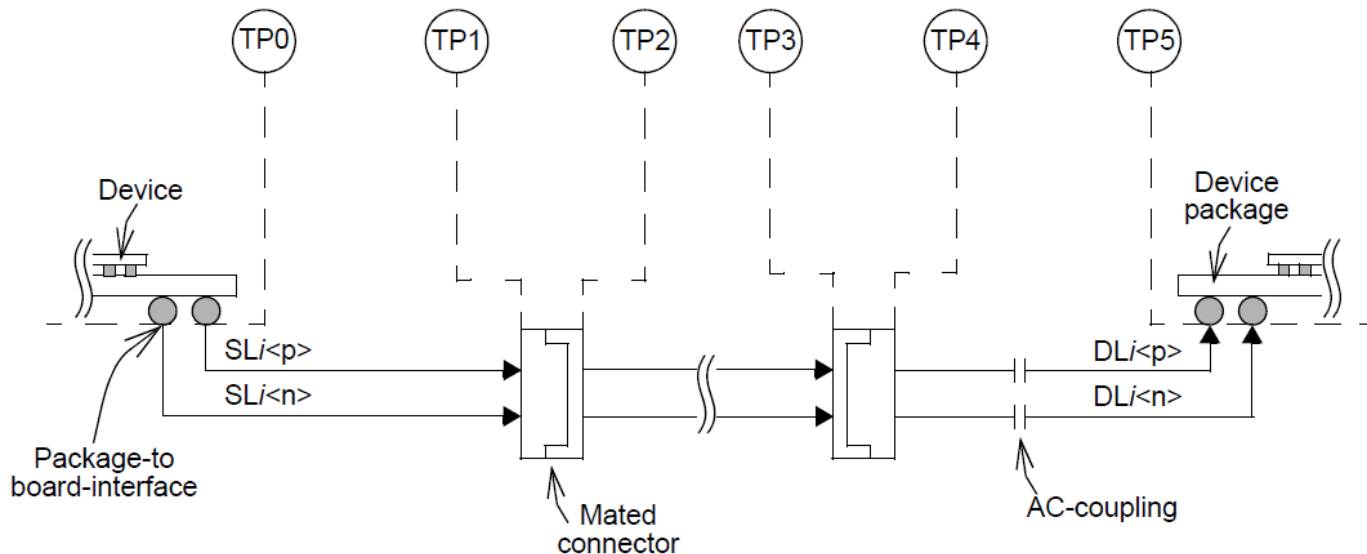 TP0
TP1
TP2
TP3
TP4
TP5
Device
Device
package
SLi<p>
SLi<n>
DLi<p>
DLi<n>
Package-to
board-interface
Mated
connector
AC-coupling